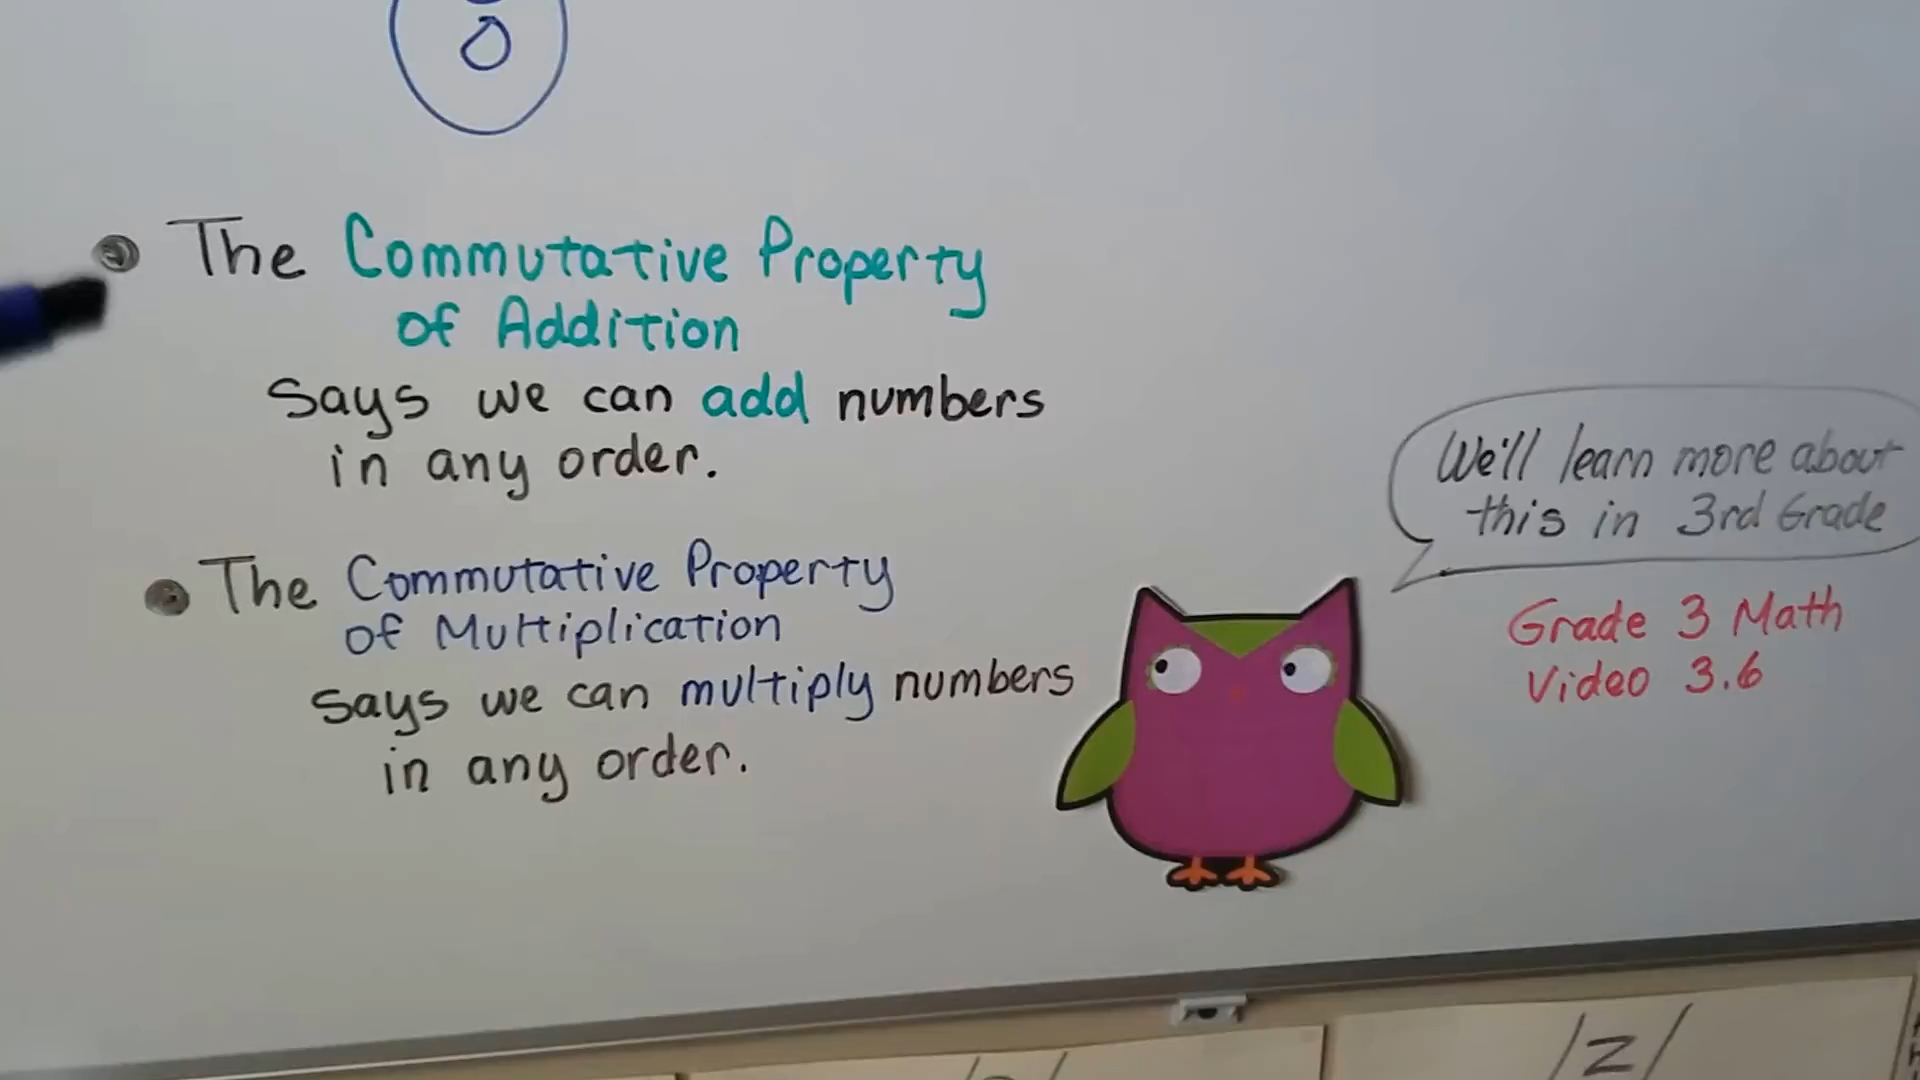 0
The Commutative Property
of Addition
says we can add numbers
in any order.
The Commutative Property
of Multiplication
says we can multiply numbers
in any order.
We'll learn more about
this in 3rd Grade
Grade 3 Math
Video 3.6
/z/